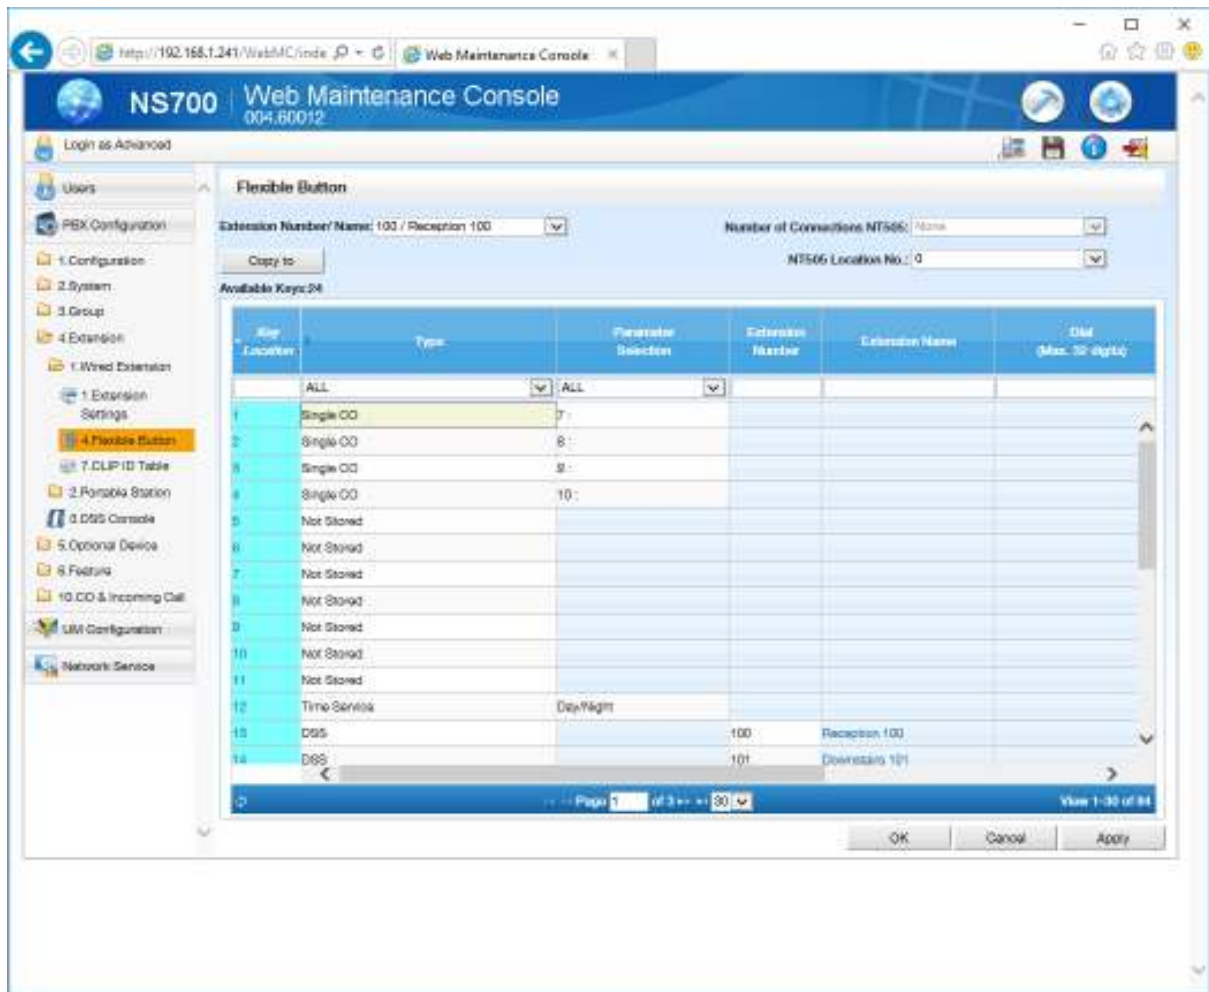 http://192.168.1.241/WebMC/inde
Web Maintenance Console
NS700
Web Maintenance Console
004.60012
Login as Advanced
Users
PBX Configuration
1.Configuration
2.System
3.Group
4.Extension
1.Wired Extension
1.Extension
Settings
4.Flexible Button
7.CLIP ID Table
2.Portable Station
3.DSS Console
5.Optional Device
6.Feature
10.CO & Incoming Call
UM Configuration
Network Service
Flexible Button
Extension Number/ Name: 100 / Reception 100
Number of Connections NT505: None
Copy to
NT505 Location No.: 0
Available Keys:24
Key Location
Type
Parameter Selection
Extension Number
Extension Name
Dial (Max. 32 digits)
ALL ALL
1 Single CO 7 :
2 Single CO 8 :
3 Single CO 9 :
4 Single CO 10 :
5 Not Stored
6 Not Stored
7 Not Stored
8 Not Stored
9 Not Stored
10 Not Stored
11 Not Stored
12 Time Service Day/Night
13 DSS 100 Reception 100
14 DSS 101 Downstairs 101
Page 1 of 3 30
View 1-30 of 84
OK Cancel Apply